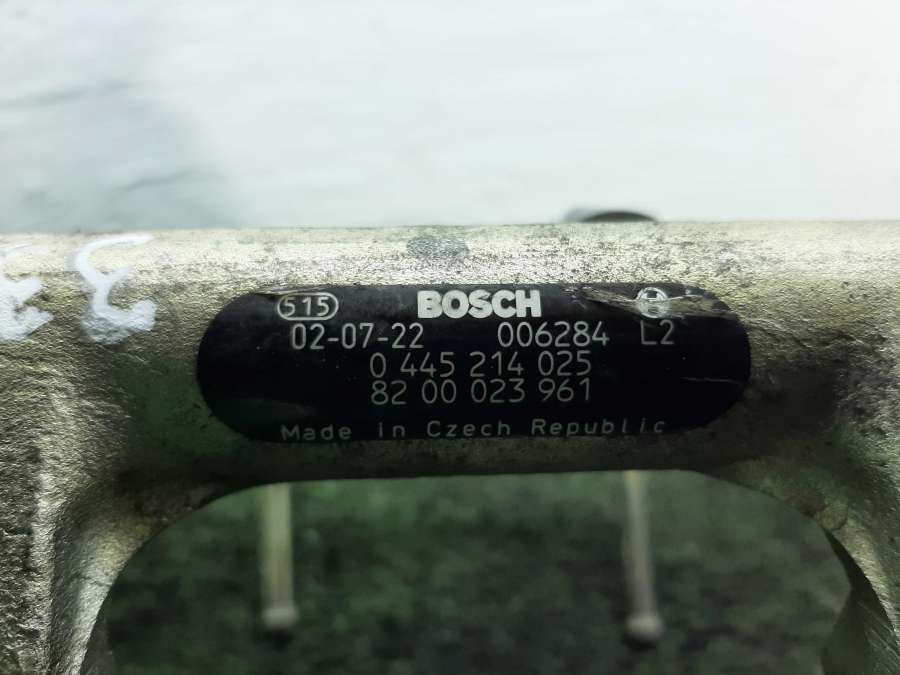 515 BOSCH
02-07-22 006284 L2
0 445 214 025
82 00 023 961
Made in Czech Republic